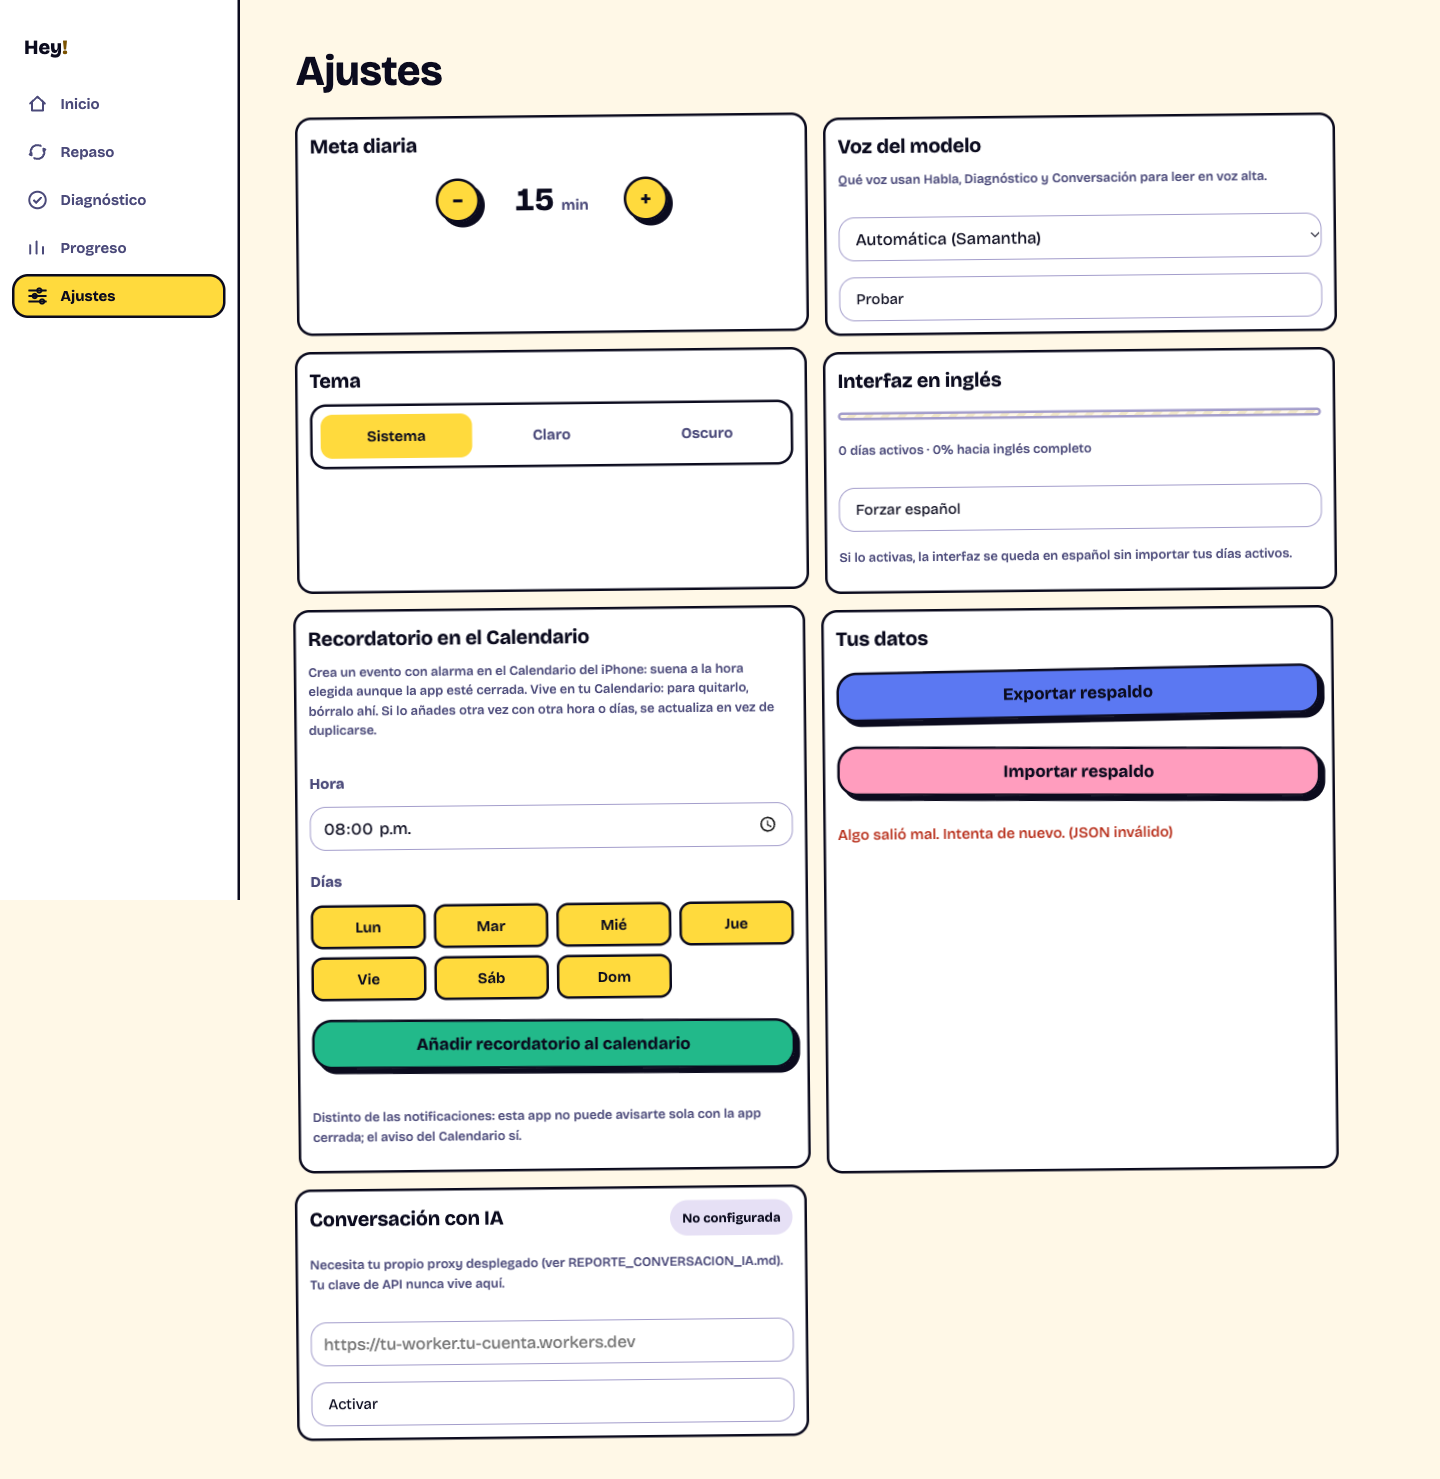 Hey!
Inicio
Repaso
Diagnóstico
Progreso
Ajustes
Ajustes
Meta diaria
−
15 min
+
Voz del modelo
Qué voz usan Habla, Diagnóstico y Conversación para leer en voz alta.
Automática (Samantha)
Probar
Tema
Sistema
Claro
Oscuro
Interfaz en inglés
0 días activos · 0% hacia inglés completo
Forzar español
Si lo activas, la interfaz se queda en español sin importar tus días activos.
Recordatorio en el Calendario
Crea un evento con alarma en el Calendario del iPhone: suena a la hora
elegida aunque la app esté cerrada. Vive en tu Calendario: para quitarlo,
bórralo ahí. Si lo añades otra vez con otra hora o días, se actualiza en vez de
duplicarse.
Hora
08:00 p.m.
Días
Lun
Mar
Mié
Jue
Vie
Sáb
Dom
Añadir recordatorio al calendario
Distinto de las notificaciones: esta app no puede avisarte sola con la app
cerrada; el aviso del Calendario sí.
Tus datos
Exportar respaldo
Importar respaldo
Algo salió mal. Intenta de nuevo. (JSON inválido)
Conversación con IA
No configurada
Necesita tu propio proxy desplegado (ver REPORTE_CONVERSACION_IA.md).
Tu clave de API nunca vive aquí.
https://tu-worker.tu-cuenta.workers.dev
Activar